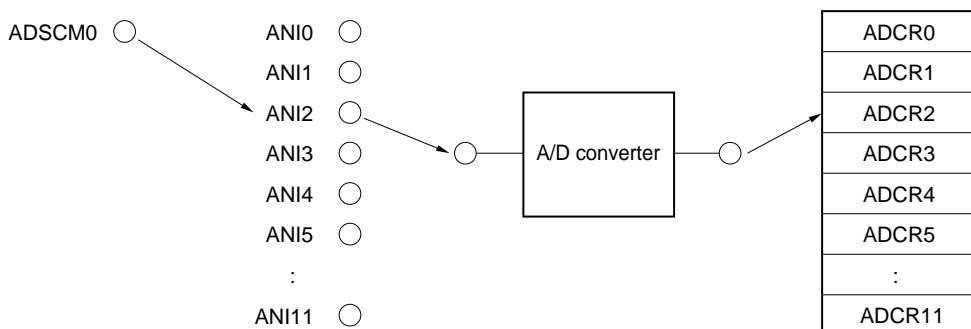 ADSCM0 ANI0 ADCR0
ANI1 ADCR1
ANI2 ADCR2
ANI3 A/D converter ADCR3
ANI4 ADCR4
ANI5 ADCR5
: :
ANI11 ADCR11